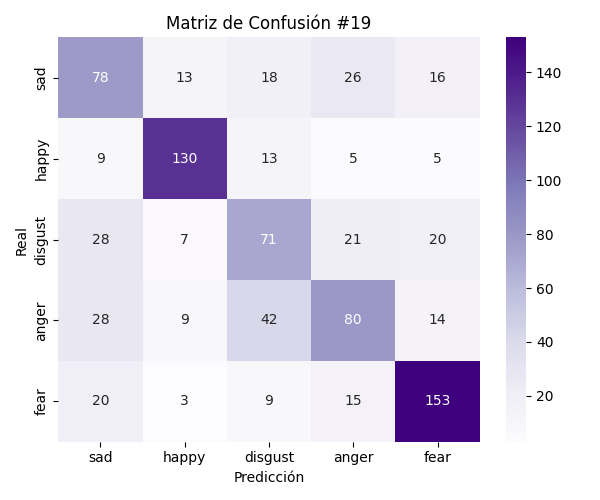 Matriz de Confusión #19
Real
sad
78 13 18 26 16
happy
9 130 13 5 5
disgust
28 7 71 21 20
anger
28 9 42 80 14
fear
20 3 9 15 153
sad happy disgust anger fear
Predicción
140
120
100
80
60
40
20